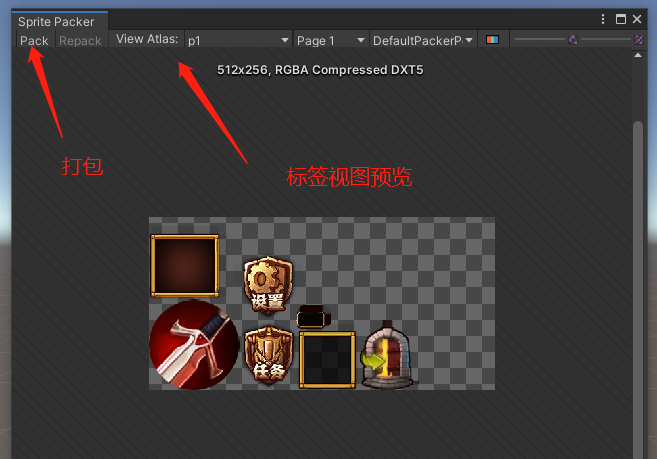 Sprite Packer
Pack Repack View Atlas: p1 Page 1 DefaultPackerP
512x256, RGBA Compressed DXT5
打包
标签视图预览
设置
任务